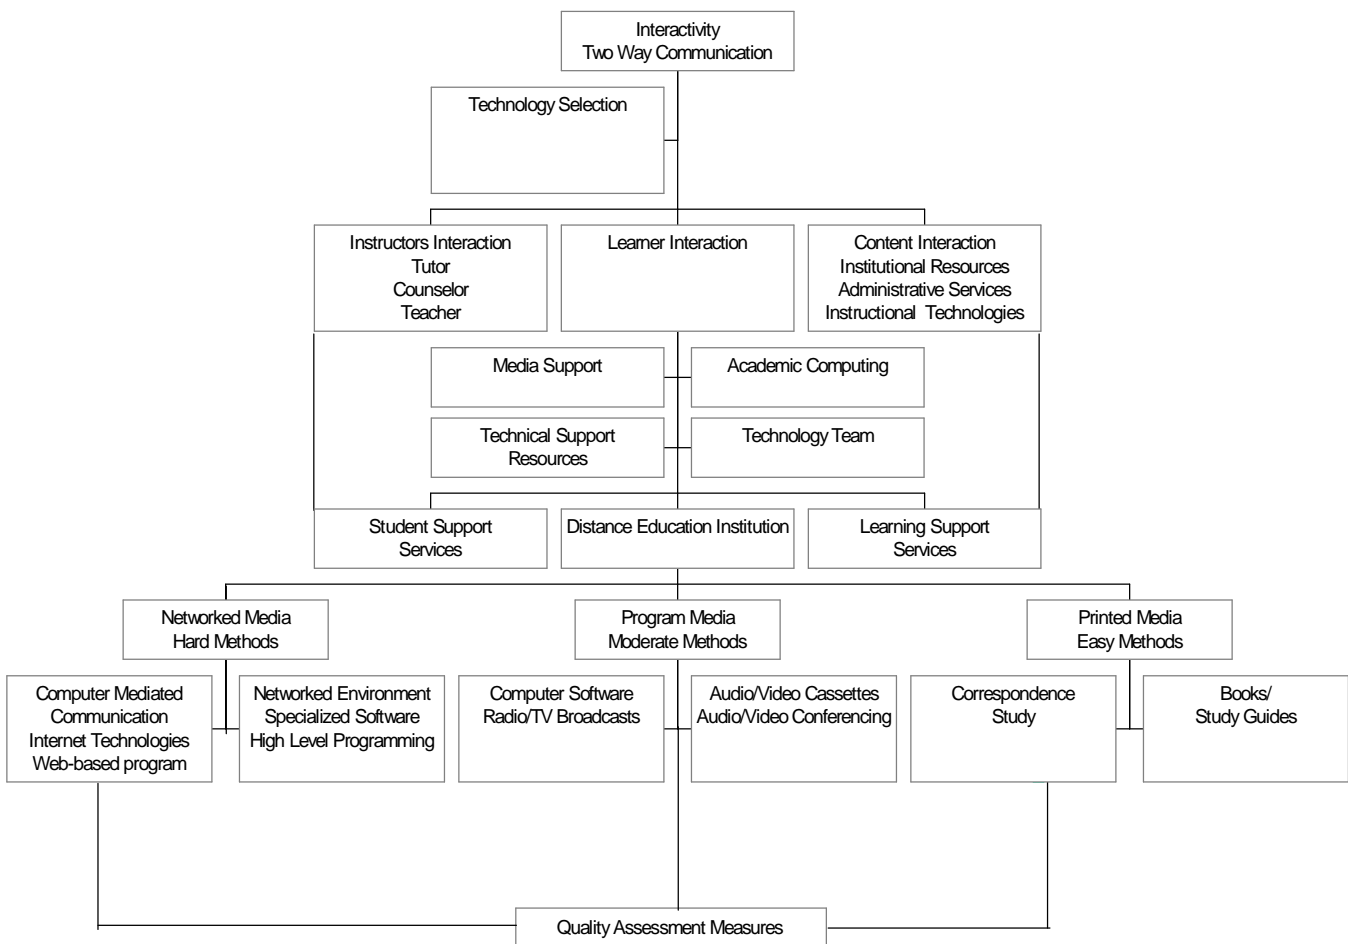 Interactivity
Two Way Communication
Technology Selection
Instructors Interaction
Tutor
Counselor
Teacher
Learner Interaction
Content Interaction
Institutional Resources
Administrative Services
Instructional Technologies
Media Support
Academic Computing
Technical Support
Resources
Technology Team
Student Support
Services
Distance Education Institution
Learning Support
Services
Networked Media
Hard Methods
Program Media
Moderate Methods
Printed Media
Easy Methods
Computer Mediated
Communication
Internet Technologies
Web-based program
Networked Environment
Specialized Software
High Level Programming
Computer Software
Radio/TV Broadcasts
Audio/Video Cassettes
Audio/Video Conferencing
Correspondence
Study
Books/
Study Guides
Quality Assessment Measures